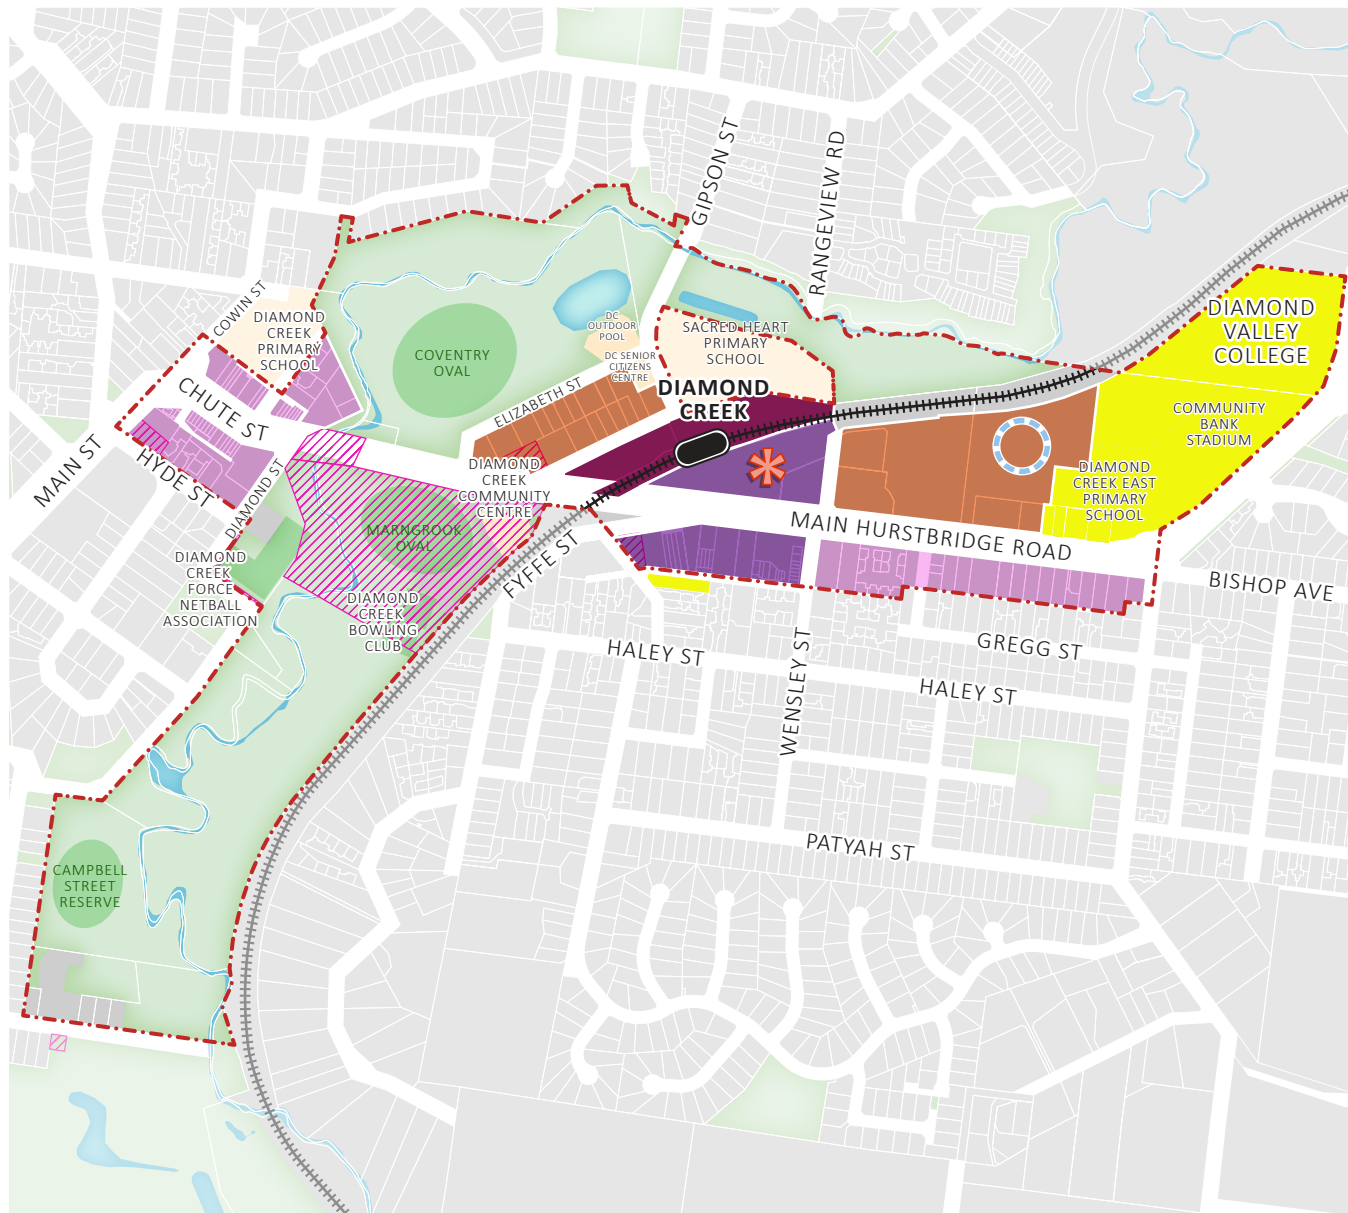 GIPSON ST
RANGEVIEW RD
COWIN ST
DIAMOND
CREEK
PRIMARY
SCHOOL
COVENTRY
OVAL
DC
OUTDOOR
POOL
DC SENIOR
CITIZENS
CENTRE
SACRED HEART
PRIMARY
SCHOOL
DIAMOND
CREEK
DIAMOND
VALLEY
COLLEGE
COMMUNITY
BANK
STADIUM
DIAMOND
CREEK EAST
PRIMARY
SCHOOL
CHUTE ST
ELIZABETH ST
MAIN ST
HYDE ST
DIAMOND ST
DIAMOND
CREEK
COMMUNITY
CENTRE
MARNGROOK
OVAL
MAIN HURSTBRIDGE ROAD
FYFFE ST
DIAMOND
CREEK
FORCE
NETBALL
ASSOCIATION
DIAMOND
CREEK
BOWLING
CLUB
BISHOP AVE
HALEY ST
WENSLEY ST
GREGG ST
HALEY ST
PATYAH ST
CAMPBELL
STREET
RESERVE